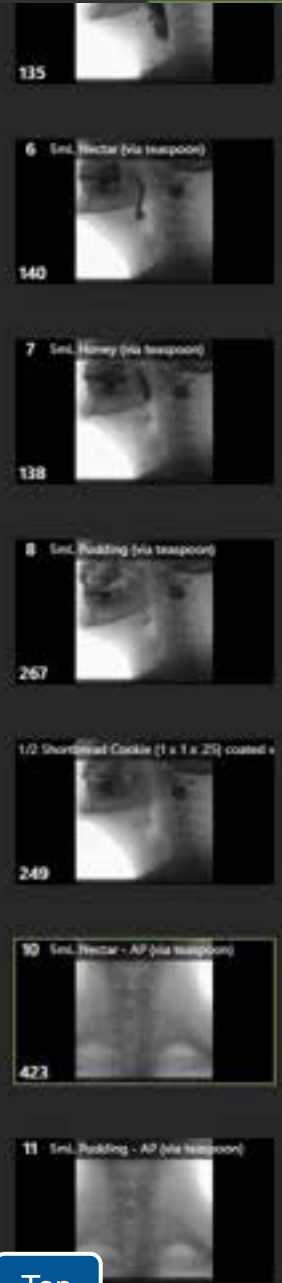 135
6 5mL Nectar (via teaspoon)
140
7 5mL Honey (via teaspoon)
138
8 5mL Pudding (via teaspoon)
267
1/2 Shortbread Cookie (1 x 1 x .25) coated
249
10 5mL Nectar - AP (via teaspoon)
423
11 5mL Pudding - AP (via teaspoon)